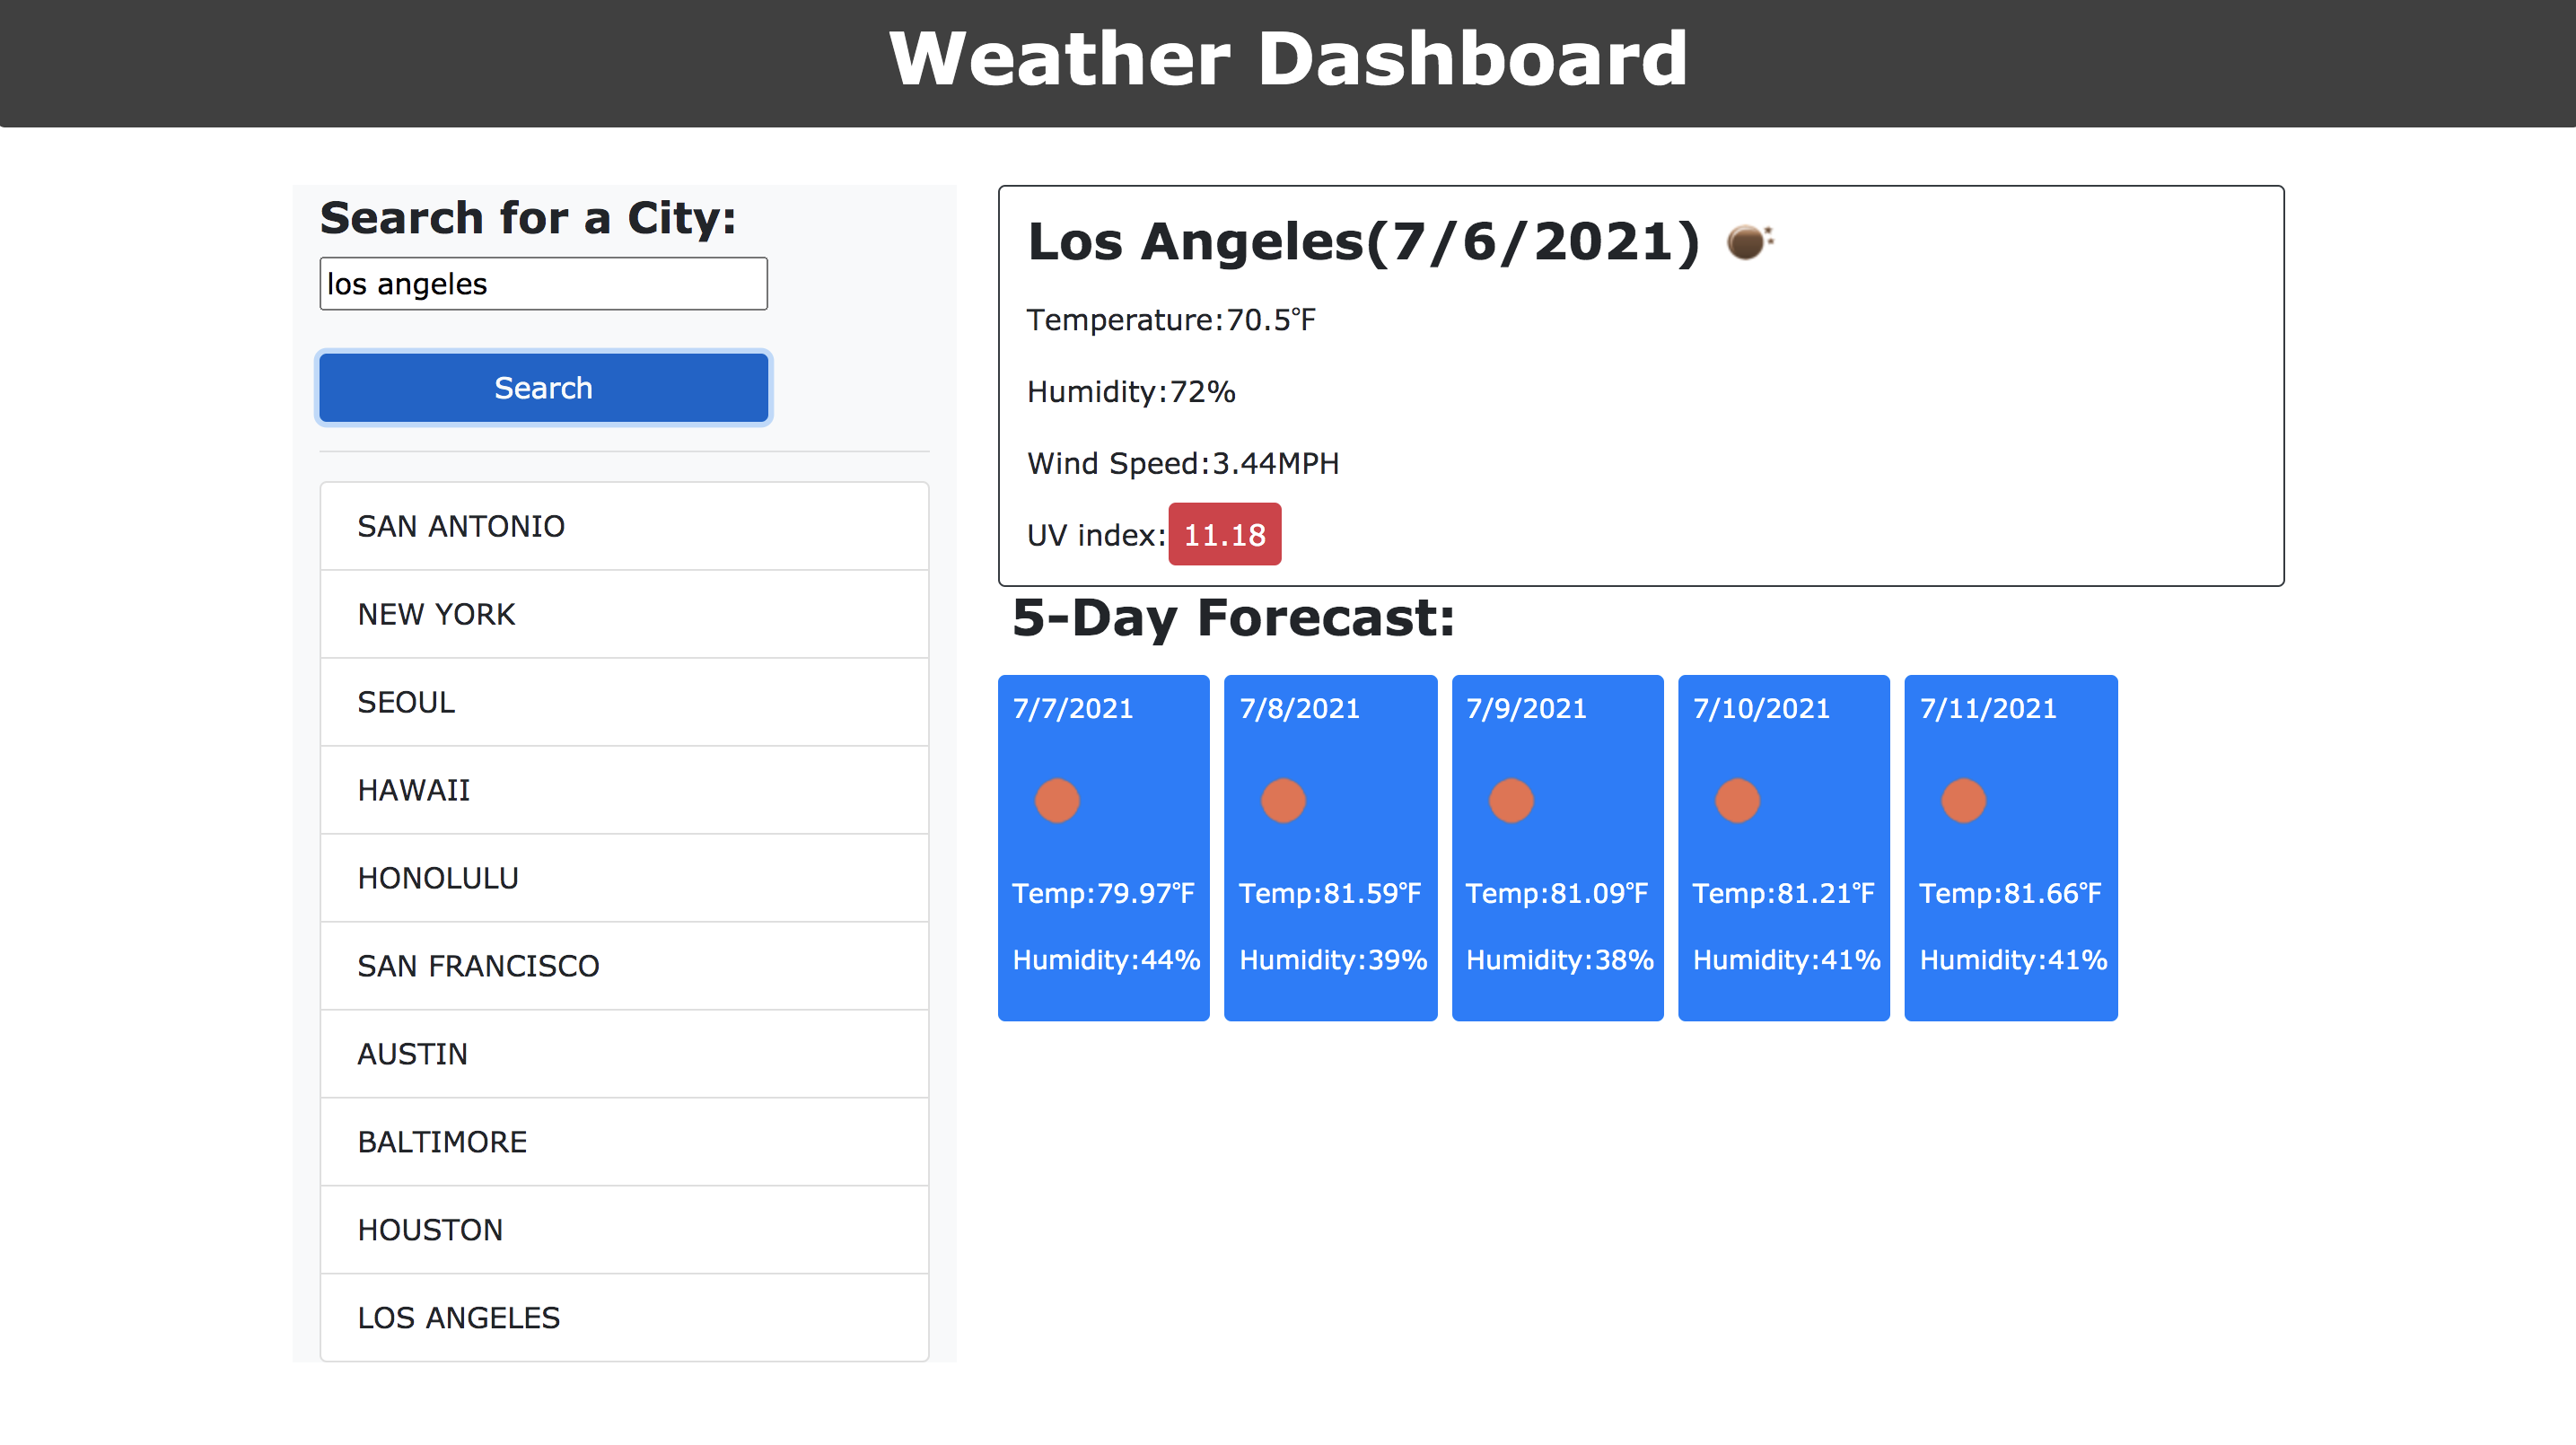 Weather Dashboard
Search for a City:
los angeles
Search
SAN ANTONIO
NEW YORK
SEOUL
HAWAII
HONOLULU
SAN FRANCISCO
AUSTIN
BALTIMORE
HOUSTON
LOS ANGELES
Los Angeles(7/6/2021)
Temperature:70.5℉
Humidity:72%
Wind Speed:3.44MPH
UV index:11.18
5-Day Forecast:
7/7/2021
Temp:79.97℉
Humidity:44%
7/8/2021
Temp:81.59℉
Humidity:39%
7/9/2021
Temp:81.09℉
Humidity:38%
7/10/2021
Temp:81.21℉
Humidity:41%
7/11/2021
Temp:81.66℉
Humidity:41%